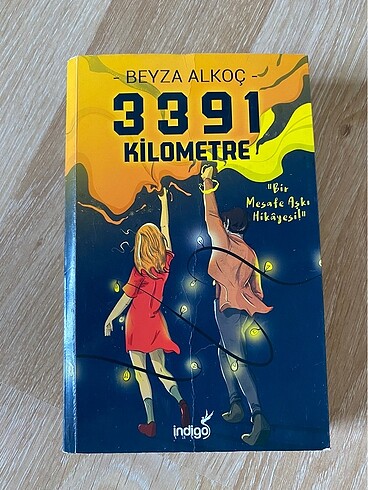 - BEYZA ALKOÇ -
3391
KİLOMETRE
"Bir
Mesafe Aşkı
Hikâyesi!"
indigo